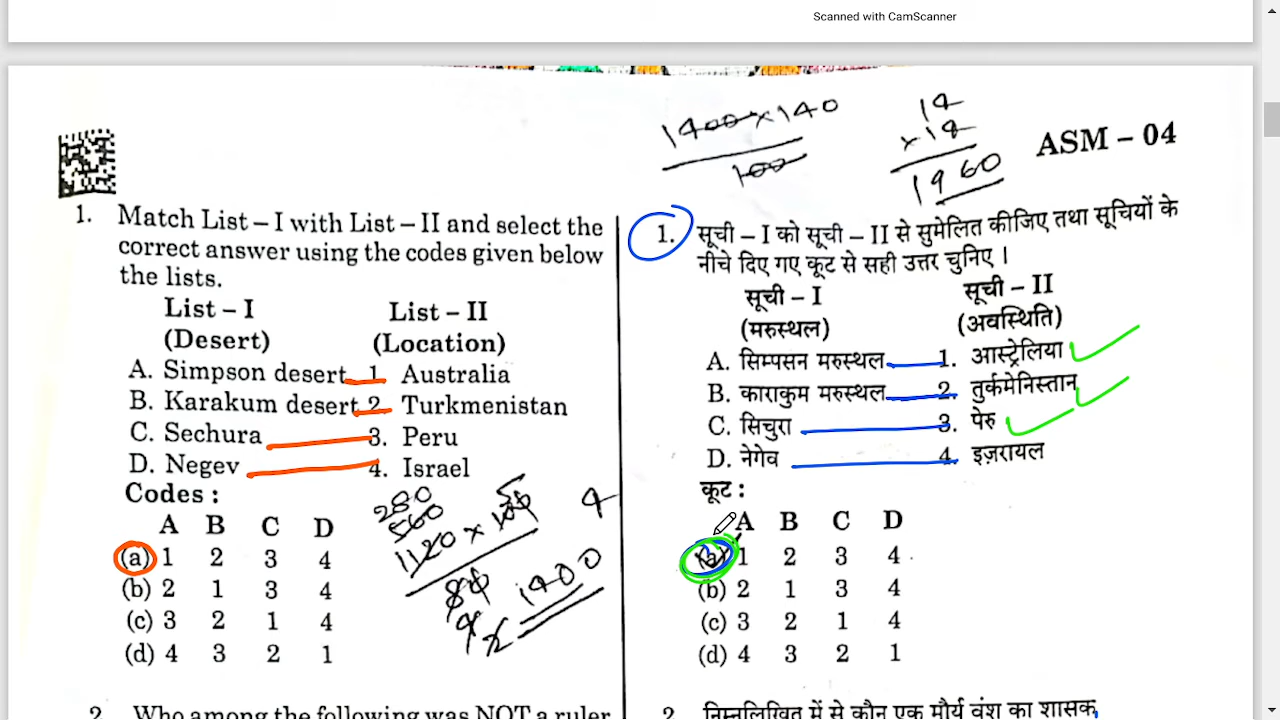 Scanned with CamScanner
1400 × 140
100
14
× 14
1960
ASM – 04
1. Match List – I with List – II and select the
correct answer using the codes given below
the lists.
List – I List – II
(Desert) (Location)
A. Simpson desert 1. Australia
B. Karakum desert 2. Turkmenistan
C. Sechura 3. Peru
D. Negev 4. Israel
Codes :
A B C D
(a) 1 2 3 4
(b) 2 1 3 4
(c) 3 2 1 4
(d) 4 3 2 1
280
560
1120 ×
1400
4
2. Who among the following was NOT a ruler
1. सूची – I को सूची – II से सुमेलित कीजिए तथा सूचियों के
नीचे दिए गए कूट से सही उत्तर चुनिए ।
सूची – I सूची – II
(मरुस्थल) (अवस्थिति)
A. सिम्पसन मरुस्थल 1. आस्ट्रेलिया
B. काराकुम मरुस्थल 2. तुर्कमेनिस्तान
C. सिचुरा 3. पेरु
D. नेगेव 4. इज़रायल
कूट :
A B C D
(a) 1 2 3 4
(b) 2 1 3 4
(c) 3 2 1 4
(d) 4 3 2 1
2. निम्नलिखित में से कौन एक मौर्य वंश का शासक